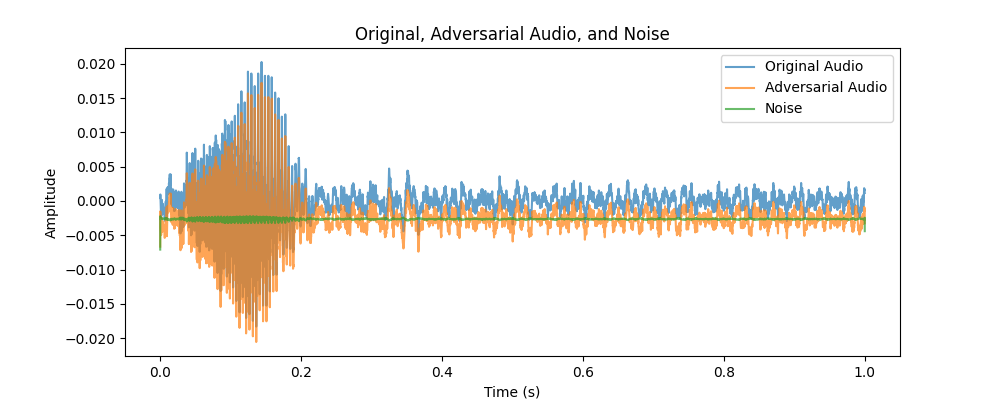 Original, Adversarial Audio, and Noise
Original Audio
Adversarial Audio
Noise
Amplitude
0.020
0.015
0.010
0.005
0.000
−0.005
−0.010
−0.015
−0.020
0.0 0.2 0.4 0.6 0.8 1.0
Time (s)